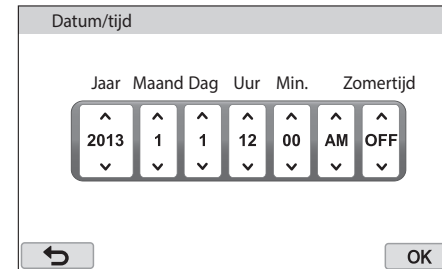 Datum/tijd
Jaar Maand Dag Uur Min. Zomertijd
2013 1 1 12 00 AM OFF
OK